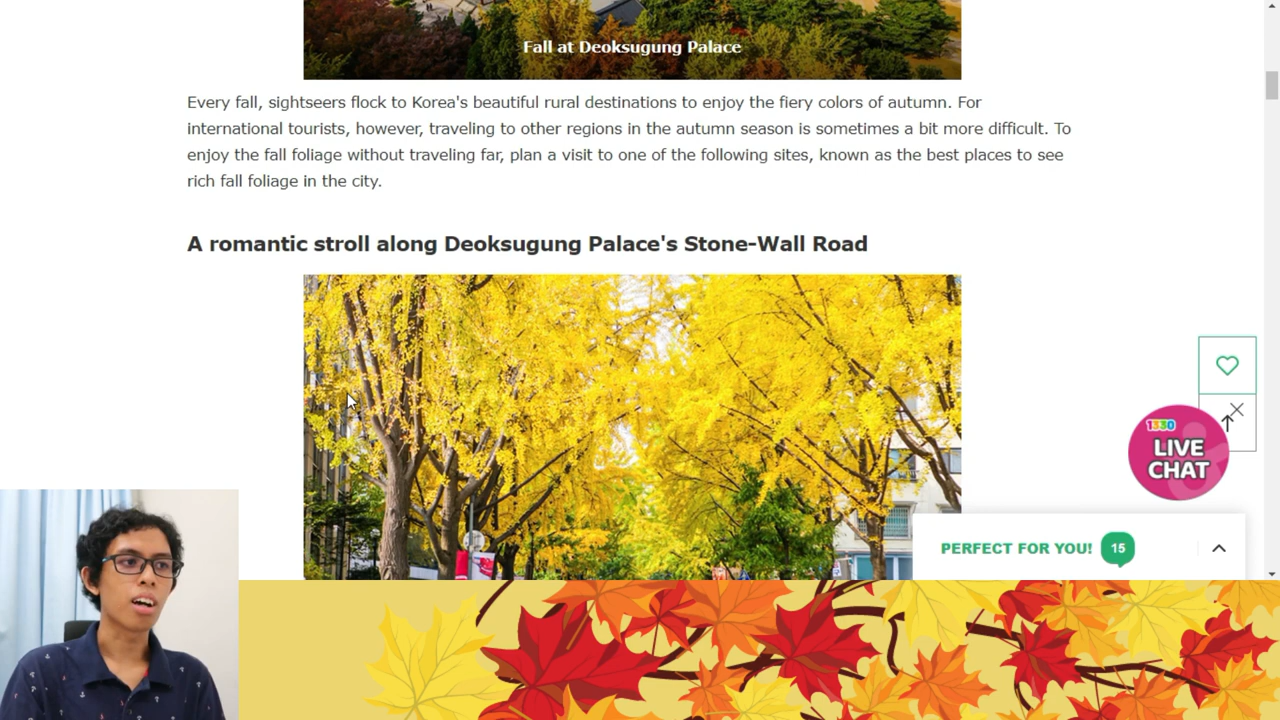 Fall at Deoksugung Palace
Every fall, sightseers flock to Korea's beautiful rural destinations to enjoy the fiery colors of autumn. For
international tourists, however, traveling to other regions in the autumn season is sometimes a bit more difficult. To
enjoy the fall foliage without traveling far, plan a visit to one of the following sites, known as the best places to see
rich fall foliage in the city.
A romantic stroll along Deoksugung Palace's Stone-Wall Road
1330
LIVE
CHAT
PERFECT FOR YOU! 15